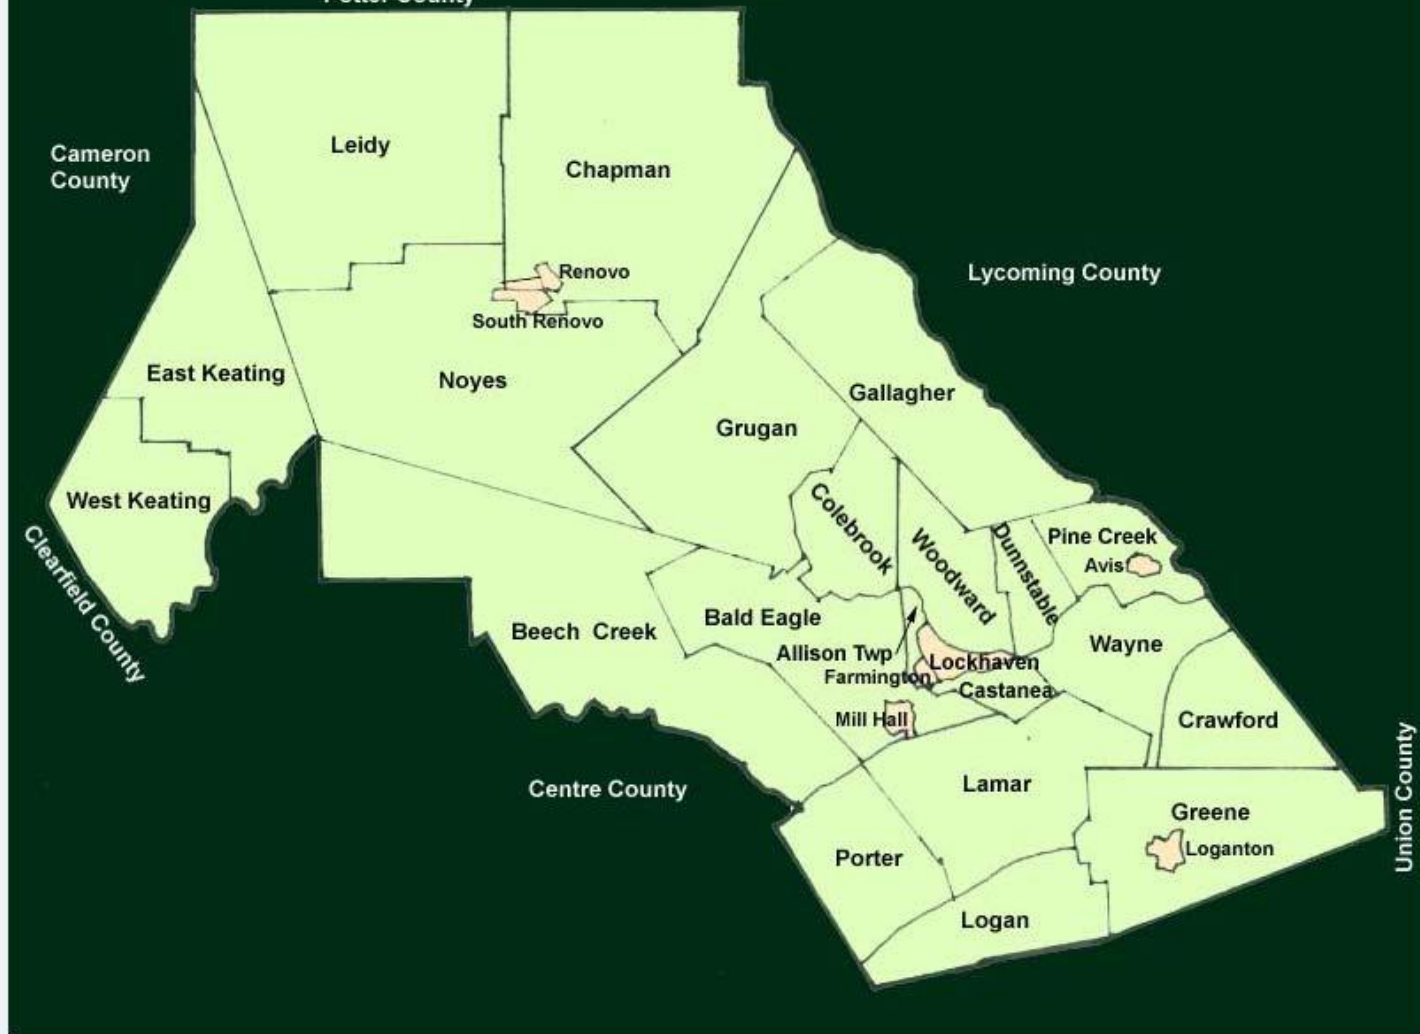 Potter County
Leidy
Cameron
County
Chapman
Renovo
Lycoming County
South Renovo
East Keating
Noyes
Gallagher
Grugan
West Keating
Colebrook
Woodward
Dunnstable
Pine Creek
Avis
Clearfield County
Bald Eagle
Beech Creek
Wayne
Allison Twp
Lockhaven
Farmington
Castanea
Mill Hall
Crawford
Centre County
Lamar
Union County
Greene
Loganton
Porter
Logan